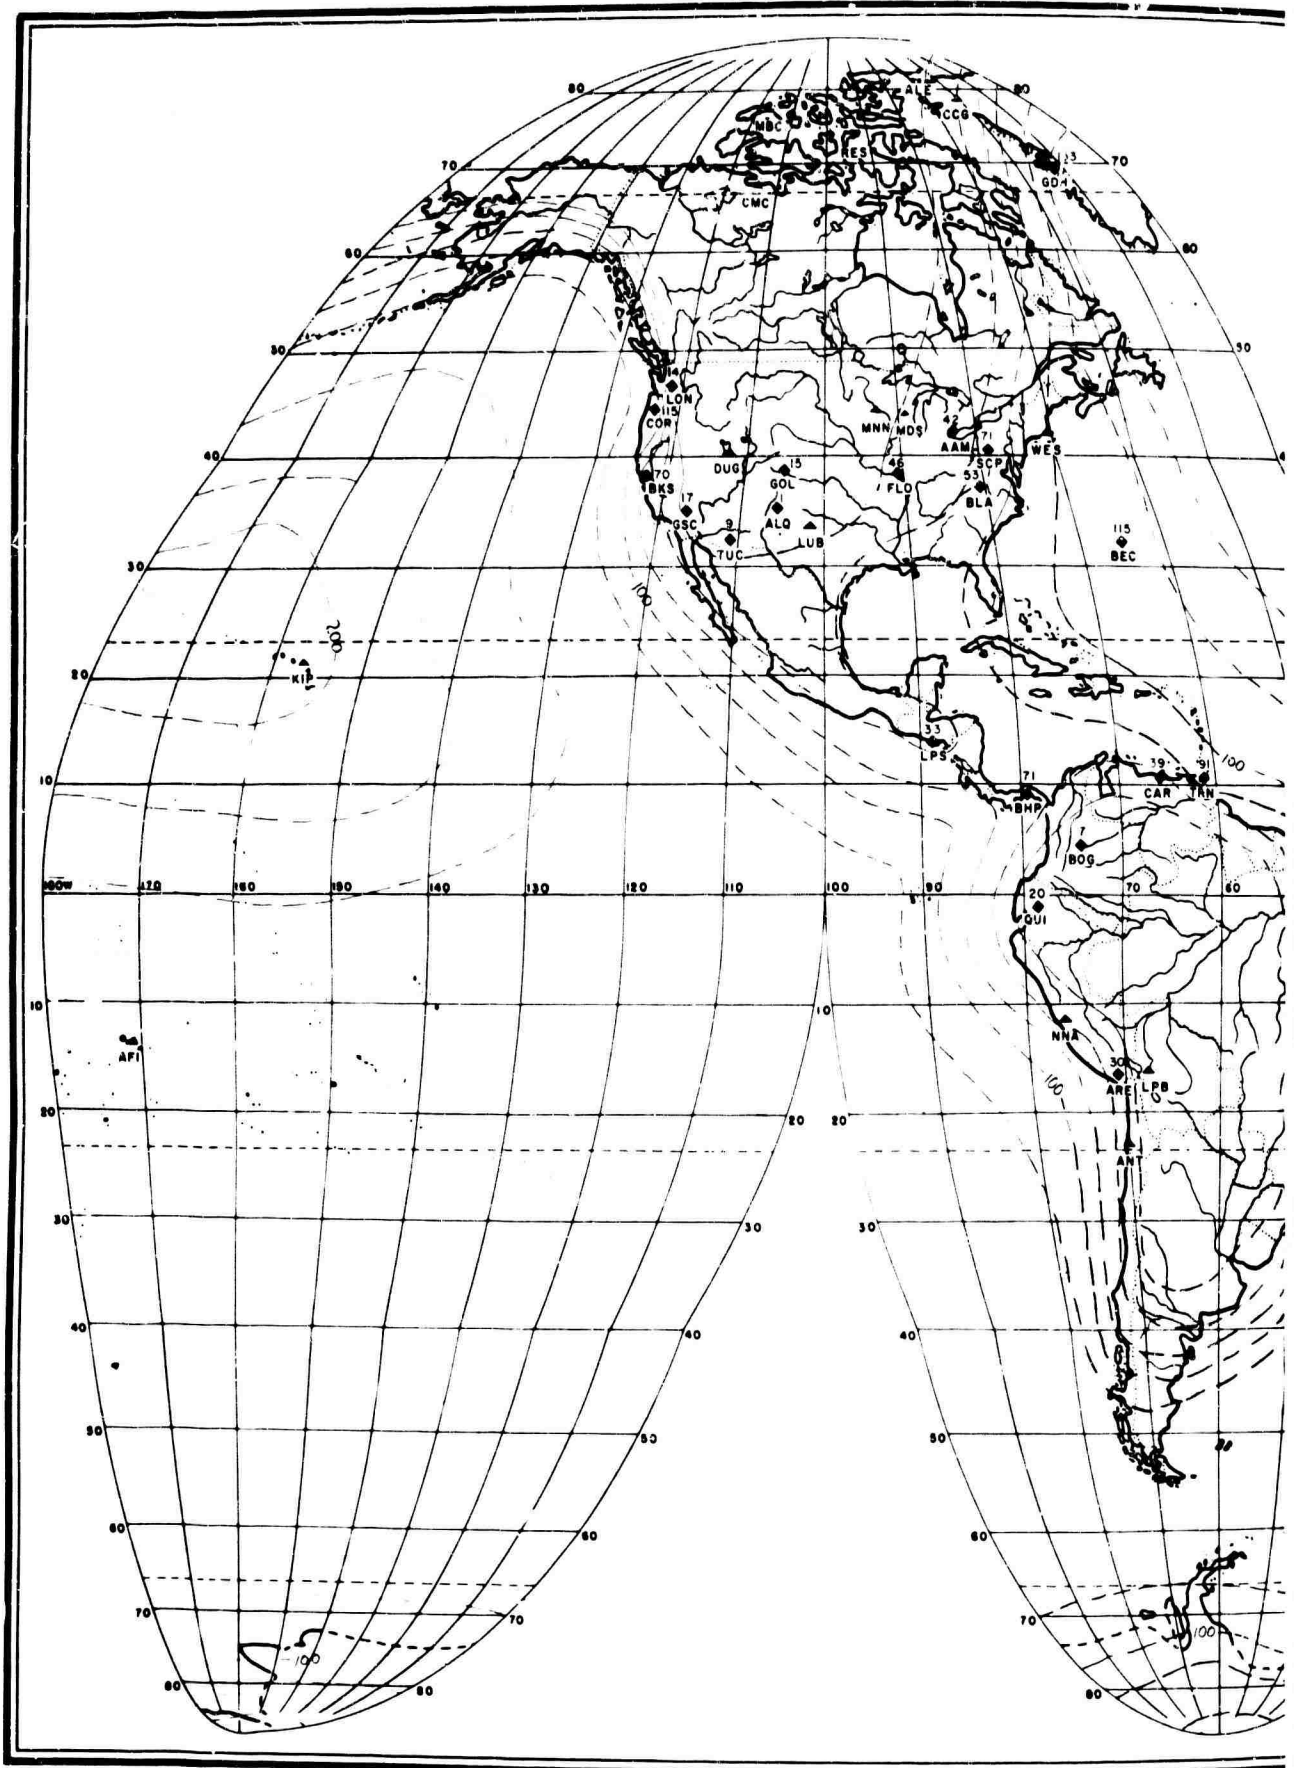 80 80
ALE
CCG
MBC
RES
70 23 70
GDH
CMC
60 60
50 50
14
LON
115
COR
MNN MDS 42
AAM 71
SCP WES
40 DUG 15 46 4
70 GOL FLO 53
BKS BLA
17
GSC ALQ
9 LUB 115
TUC BEC
30
100 100
200
KIP
20
33
LPS
100
39 91
10 71 CAR TRN
BHP
7
BOG
180W 170 160 150 140 130 120 110 100 90 70 60
20
QUI
10 10
NNA
AFI
30
100 ARE LPB
20 20 20
ANT
30 30 30
40 40 40
50 50 50
60 60 60
70 70 70
100 100
80 80 80